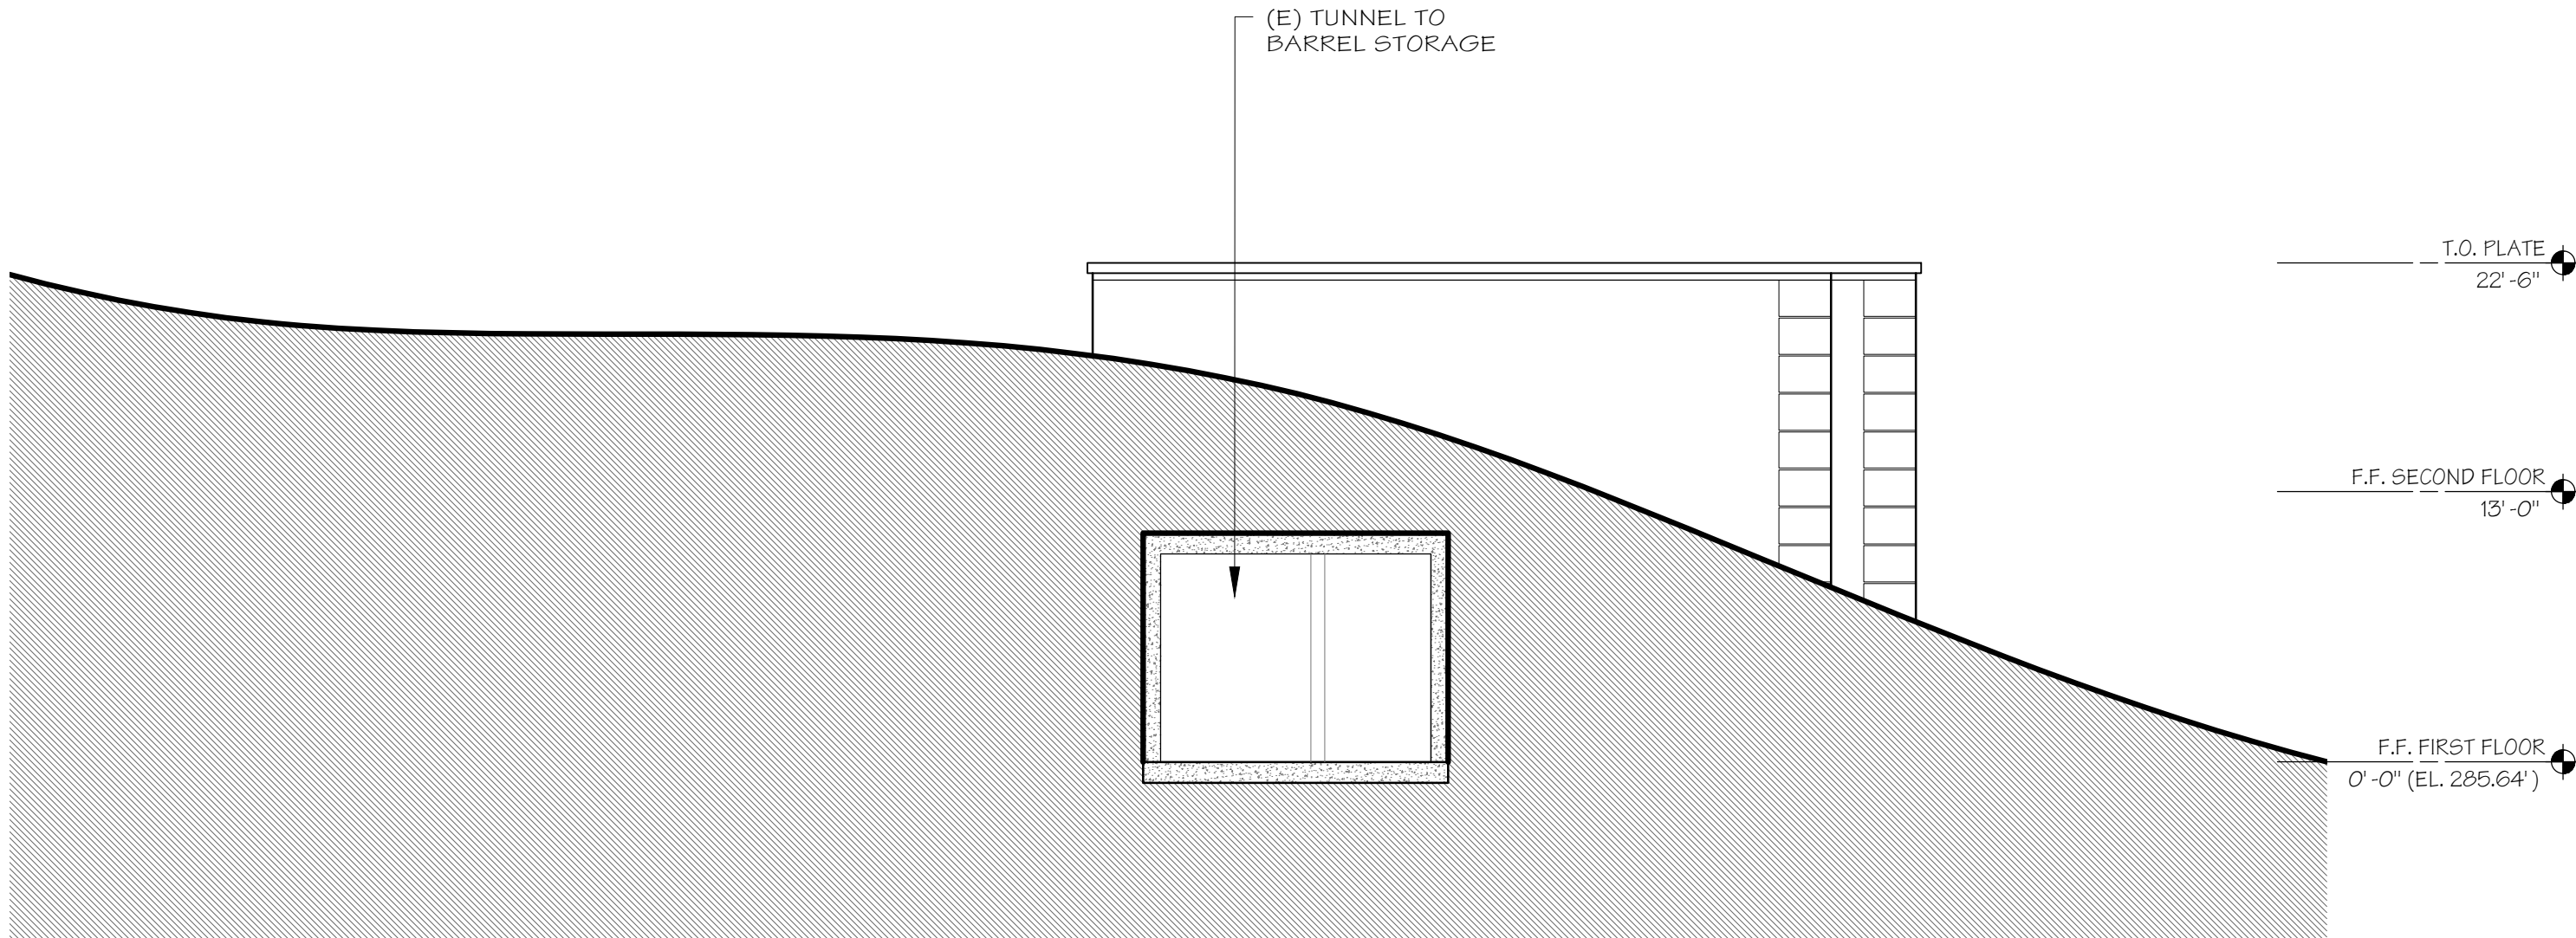 (E) TUNNEL TO
BARREL STORAGE
T.O. PLATE
22'-6"
F.F. SECOND FLOOR
13'-0"
F.F. FIRST FLOOR
0'-0" (EL. 285.64')